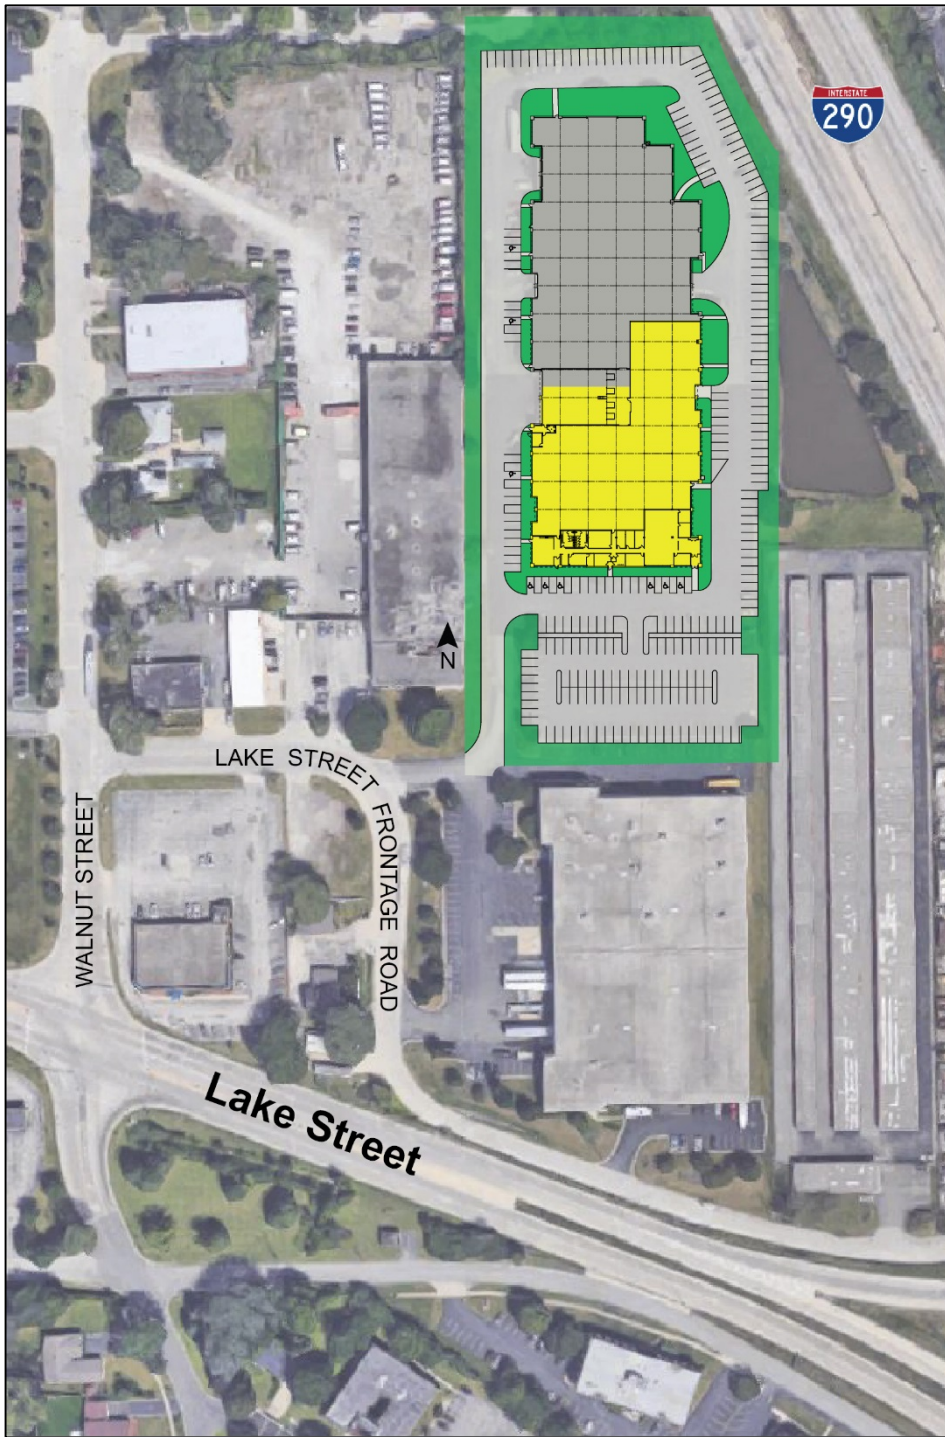 INTERSTATE
290
N
LAKE STREET FRONTAGE ROAD
WALNUT STREET
Lake Street